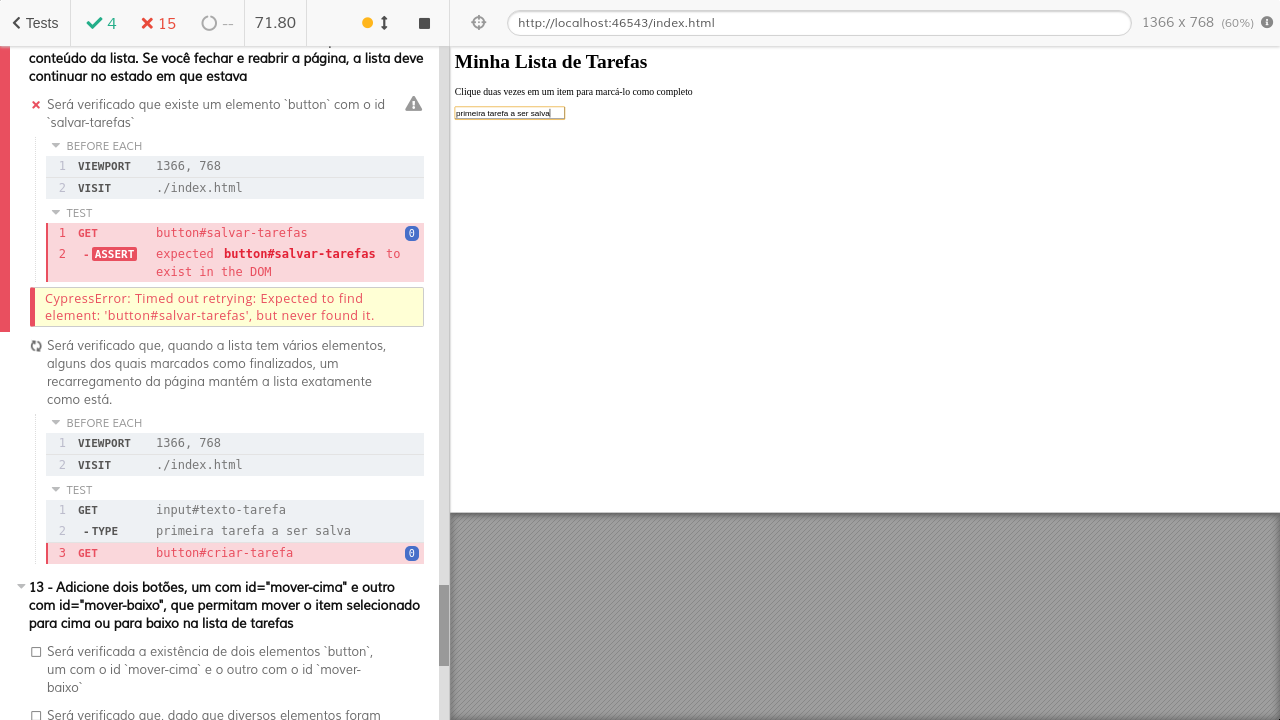 Tests
4
15
--
71.80
http://localhost:46543/index.html
1366 x 768 (60%)
conteúdo da lista. Se você fechar e reabrir a página, a lista deve
continuar no estado em que estava
Será verificado que existe um elemento `button` com o id
`salvar-tarefas`
BEFORE EACH
1 VIEWPORT 1366, 768
2 VISIT ./index.html
TEST
1 GET button#salvar-tarefas 0
2 -ASSERT expected button#salvar-tarefas to
exist in the DOM
CypressError: Timed out retrying: Expected to find
element: 'button#salvar-tarefas', but never found it.
Será verificado que, quando a lista tem vários elementos,
alguns dos quais marcados como finalizados, um
recarregamento da página mantém a lista exatamente
como está.
BEFORE EACH
1 VIEWPORT 1366, 768
2 VISIT ./index.html
TEST
1 GET input#texto-tarefa
2 -TYPE primeira tarefa a ser salva
3 GET button#criar-tarefa 0
13 - Adicione dois botões, um com id="mover-cima" e outro
com id="mover-baixo", que permitam mover o item selecionado
para cima ou para baixo na lista de tarefas
Será verificada a existência de dois elementos `button`,
um com o id `mover-cima` e o outro com o id `mover-
baixo`
Será verificado que, dado que diversos elementos foram
Minha Lista de Tarefas
Clique duas vezes em um item para marcá-lo como completo
primeira tarefa a ser salva